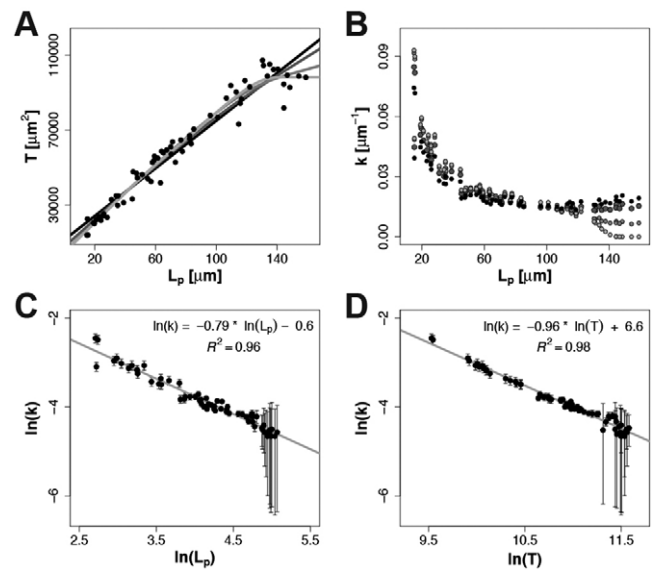 A
T [μm²]
110000
70000
30000
20
60
100
140
Lₚ [μm]
B
k [μm⁻¹]
0.09
0.06
0.03
0.00
20
60
100
140
Lₚ [μm]
C
ln(k) = −0.79 * ln(Lₚ) − 0.6
R² = 0.96
ln(k)
-2
-4
-6
2.5
3.5
4.5
5.5
ln(Lₚ)
D
ln(k) = −0.96 * ln(T) + 6.6
R² = 0.98
ln(k)
-2
-4
-6
9.5
10.5
11.5
ln(T)